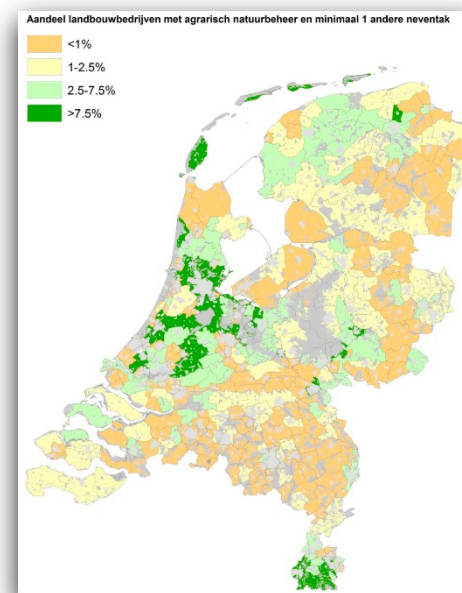 Aandeel landbouwbedrijven met agrarisch natuurbeheer en minimaal 1 andere neventak
<1%
1-2.5%
2.5-7.5%
>7.5%